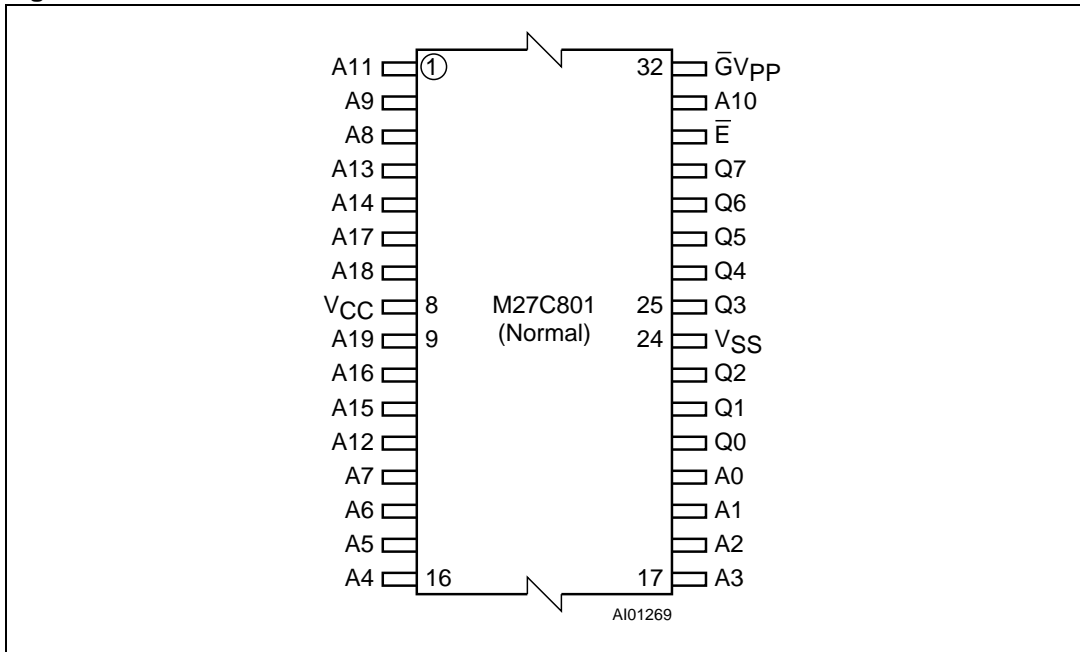 A11 1 32 ḠVPP
A9 A10
A8 Ē
A13 Q7
A14 Q6
A17 Q5
A18 Q4
VCC 8 M27C801 25 Q3
A19 9 (Normal) 24 VSS
A16 Q2
A15 Q1
A12 Q0
A7 A0
A6 A1
A5 A2
A4 16 17 A3
AI01269